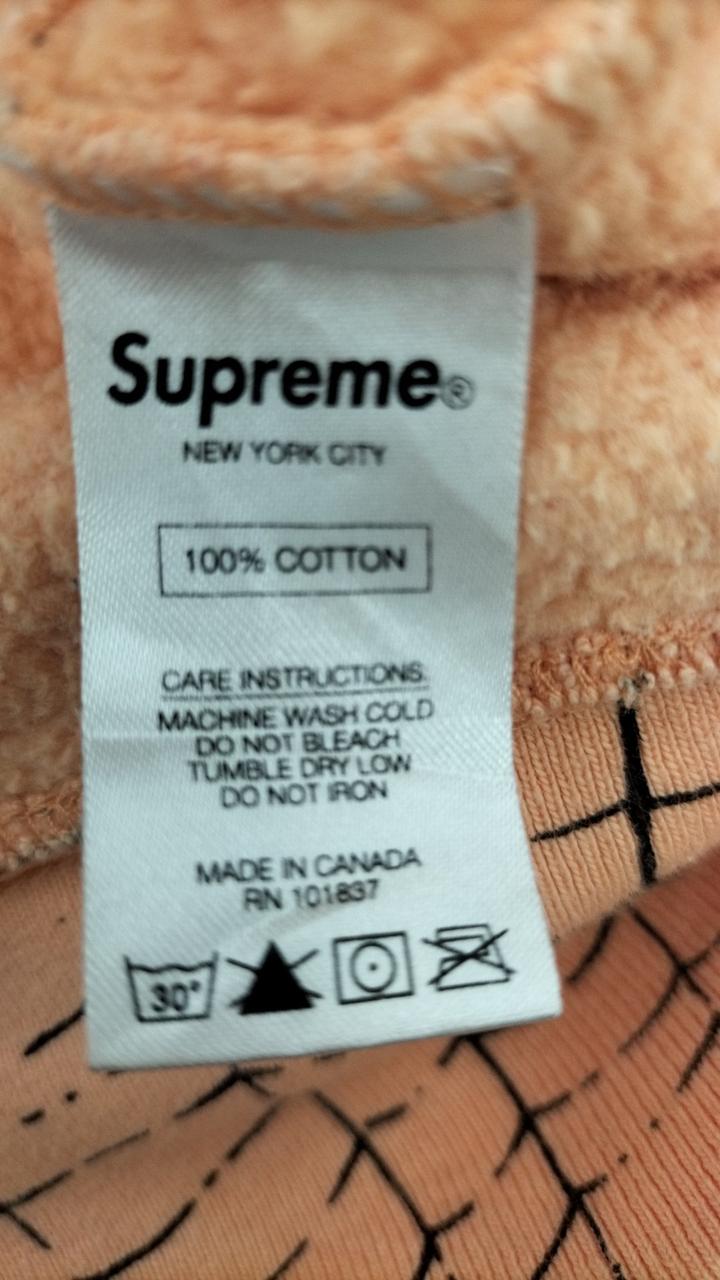 Supreme®
NEW YORK CITY
100% COTTON
CARE INSTRUCTIONS:
MACHINE WASH COLD
DO NOT BLEACH
TUMBLE DRY LOW
DO NOT IRON
MADE IN CANADA
RN 101837
30°